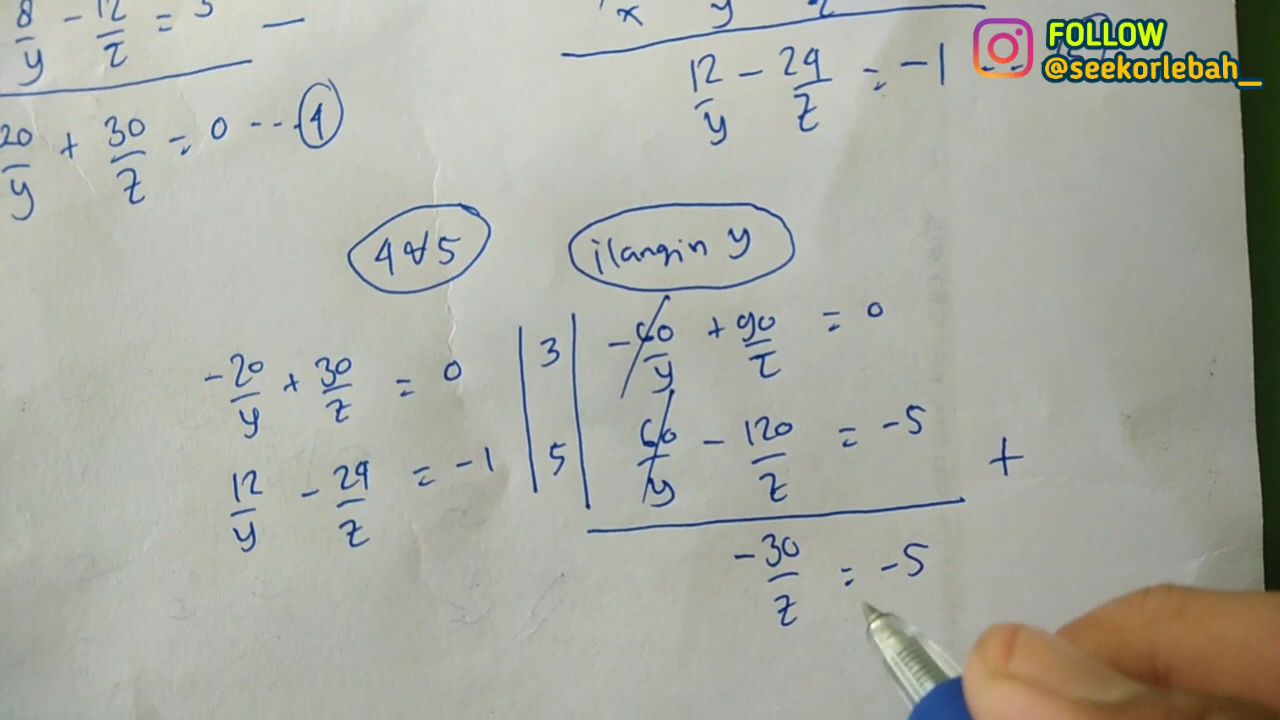 8/y - 12/z = 3
20/y + 30/z = 0 --- 4
x y z
12/y - 24/z = -1 --
FOLLOW
@seekorlebah_
4 & 5
ilangin y
-20/y + 30/z = 0 | 3 | -60/y + 90/z = 0
12/y - 24/z = -1 | 5 | 60/y - 120/z = -5 +
-30/z = -5